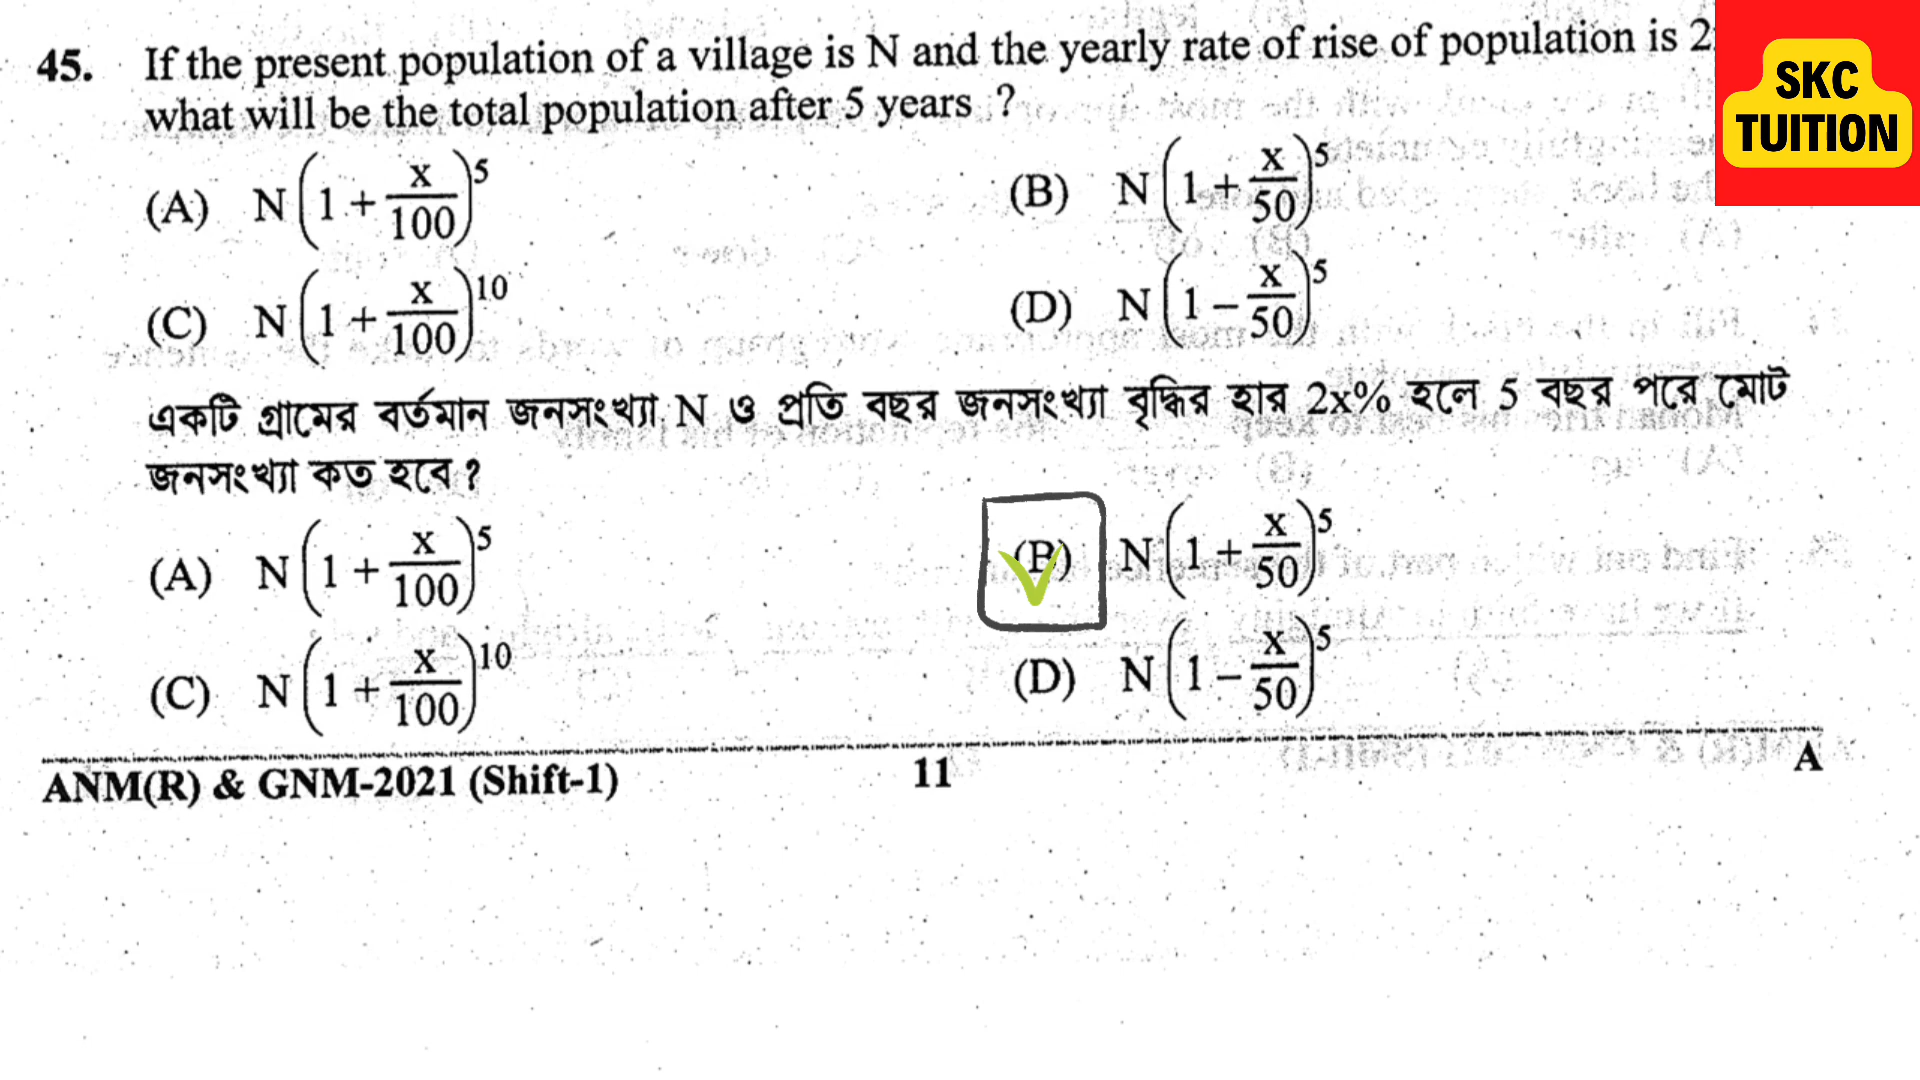 45. If the present population of a village is N and the yearly rate of rise of population is 2
what will be the total population after 5 years ?
SKC
TUITION
(A) N(1 + x/100)^5 (B) N(1 + x/50)^5
(C) N(1 + x/100)^10 (D) N(1 − x/50)^5
একটি গ্রামের বর্তমান জনসংখ্যা N ও প্রতি বছর জনসংখ্যা বৃদ্ধির হার 2x% হলে 5 বছর পরে মোট
জনসংখ্যা কত হবে ?
(A) N(1 + x/100)^5 (B) N(1 + x/50)^5
(C) N(1 + x/100)^10 (D) N(1 − x/50)^5
ANM(R) & GNM-2021 (Shift-1) 11 A